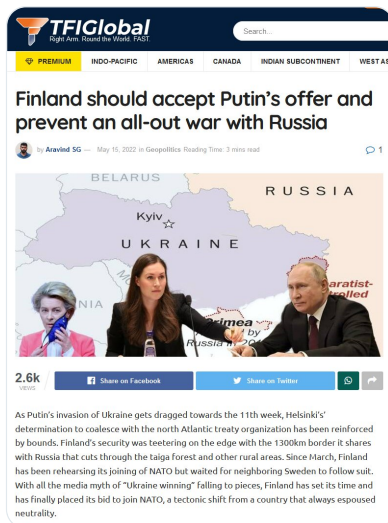 TFIGlobal
Right Arm. Round the World. FAST.
Search...
PREMIUM INDO-PACIFIC AMERICAS CANADA INDIAN SUBCONTINENT WEST AS
Finland should accept Putin's offer and
prevent an all-out war with Russia
by Aravind SG — May 15, 2022 in Geopolitics Reading Time: 3 mins read 1
BELARUS
RUSSIA
Kyiv
UKRAINE
NIA
aratist-
trolled
Crimea
by
Russia in 20
2.6k
VIEWS
Share on Facebook
Share on Twitter
As Putin's invasion of Ukraine gets dragged towards the 11th week, Helsinki's'
determination to coalesce with the north Atlantic treaty organization has been reinforced
by bounds. Finland's security was teetering on the edge with the 1300km border it shares
with Russia that cuts through the taiga forest and other rural areas. Since March, Finland
has been rehearsing its joining of NATO but waited for neighboring Sweden to follow suit.
With all the media myth of "Ukraine winning" falling to pieces, Finland has set its time and
has finally placed its bid to join NATO, a tectonic shift from a country that always espoused
neutrality.